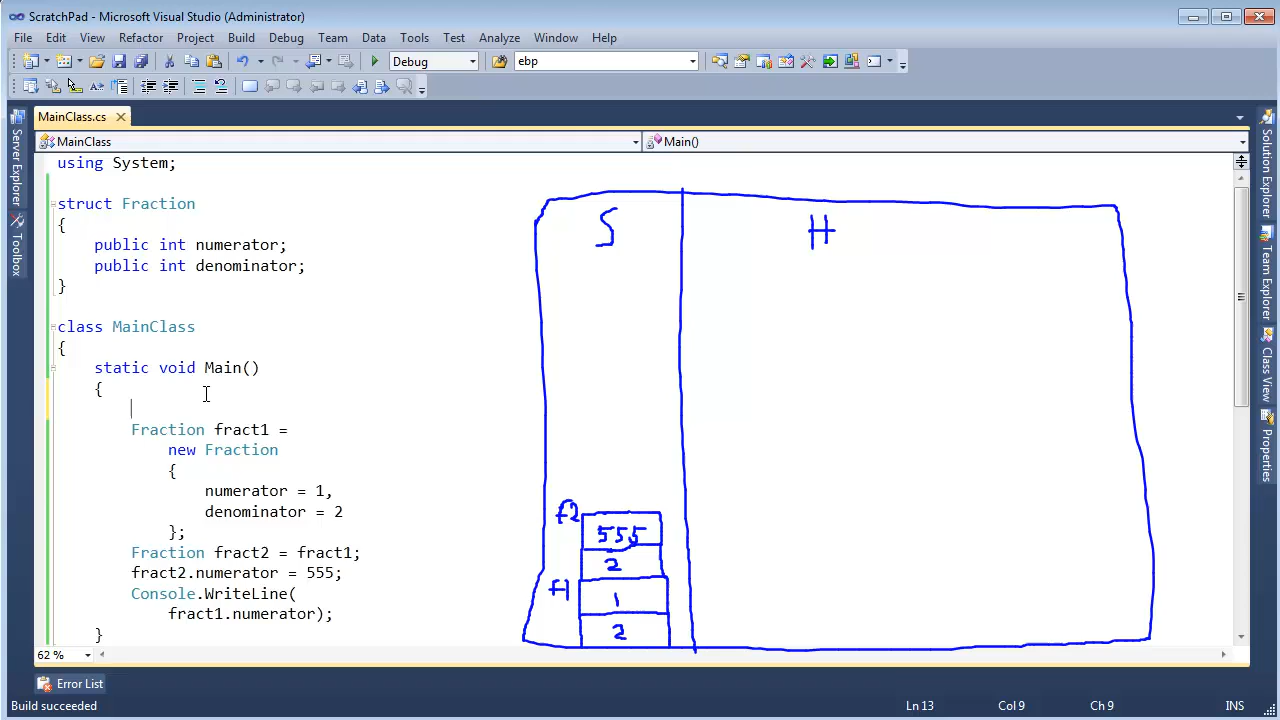 ScratchPad - Microsoft Visual Studio (Administrator)
File Edit View Refactor Project Build Debug Team Data Tools Test Analyze Window Help
Debug ebp
MainClass.cs
MainClass Main()
Server Explorer
Toolbox
Solution Explorer
Team Explorer
Class View
Properties
using System;
struct Fraction
{
public int numerator;
public int denominator;
}
class MainClass
{
static void Main()
{
Fraction fract1 =
new Fraction
{
numerator = 1,
denominator = 2
};
Fraction fract2 = fract1;
fract2.numerator = 555;
Console.WriteLine(
fract1.numerator);
}
S H
f2 555
2
f1 1
2
62 %
Error List
Build succeeded Ln 13 Col 9 Ch 9 INS